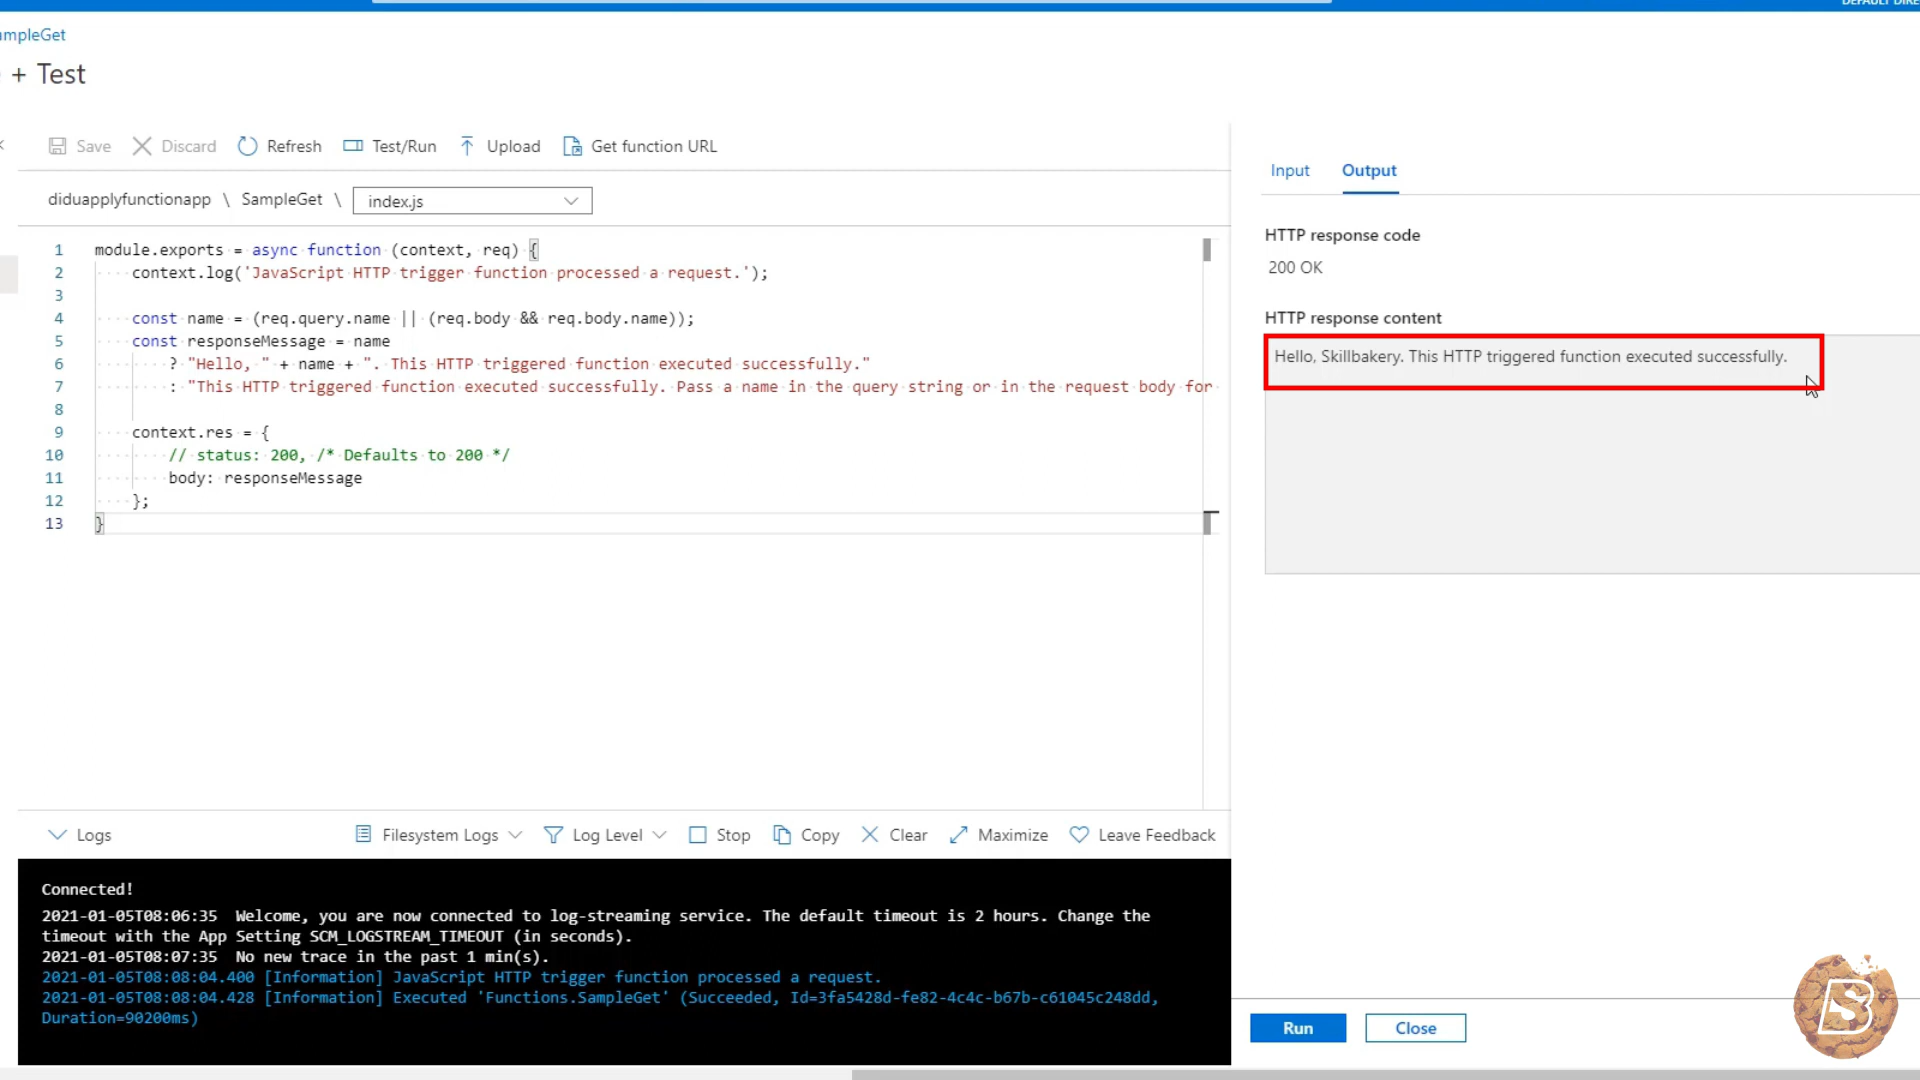 DEFAULT DIRE
mpleGet
+ Test
Save Discard Refresh Test/Run Upload Get function URL
diduapplyfunctionapp \ SampleGet \ index.js
1 module.exports = async function (context, req) {
2 context.log('JavaScript HTTP trigger function processed a request.');
3
4 const name = (req.query.name || (req.body && req.body.name));
5 const responseMessage = name
6 ? "Hello, " + name + ". This HTTP triggered function executed successfully."
7 : "This HTTP triggered function executed successfully. Pass a name in the query string or in the request body for
8
9 context.res = {
10 // status: 200, /* Defaults to 200 */
11 body: responseMessage
12 };
13 }
Input Output
HTTP response code
200 OK
HTTP response content
Hello, Skillbakery. This HTTP triggered function executed successfully.
Logs Filesystem Logs Log Level Stop Copy Clear Maximize Leave Feedback
Connected!
2021-01-05T08:06:35 Welcome, you are now connected to log-streaming service. The default timeout is 2 hours. Change the
timeout with the App Setting SCM_LOGSTREAM_TIMEOUT (in seconds).
2021-01-05T08:07:35 No new trace in the past 1 min(s).
2021-01-05T08:08:04.400 [Information] JavaScript HTTP trigger function processed a request.
2021-01-05T08:08:04.428 [Information] Executed 'Functions.SampleGet' (Succeeded, Id=3fa5428d-fe82-4c4c-b67b-c61045c248dd,
Duration=90200ms)
Run Close